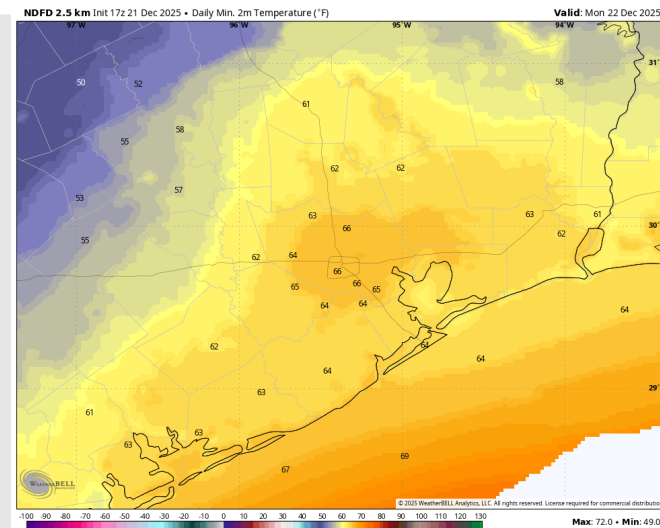 NDFD 2.5 km Init 17z 21 Dec 2025 • Daily Min. 2m Temperature (°F)
Valid: Mon 22 Dec 2025
97°W 96°W 95°W 94°W
31°
50 52 58
61
58
55
62 62
57
53
63 66 63 61
30°
62
55
62 64
66
65 66 65
64 64
64
62 64 64
64
29°
63
61
63
63
69
67
WEATHERBELL
© 2025 WeatherBELL Analytics, LLC. All rights reserved. License required for commercial distributio
-100 -90 -80 -70 -60 -50 -40 -30 -20 -10 0 10 20 30 40 50 60 70 80 90 100 110 120 130
Max: 72.0 • Min: 49.0